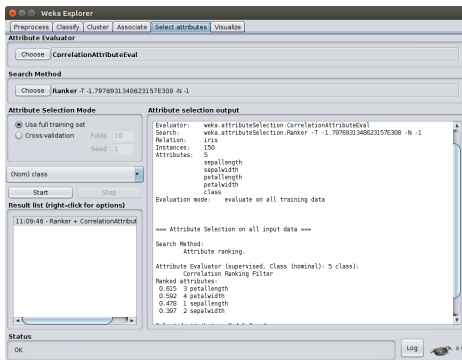 Weka Explorer
Preprocess Classify Cluster Associate Select attributes Visualize
Attribute Evaluator
Choose CorrelationAttributeEval
Search Method
Choose Ranker -T -1.7976931348623157E308 -N -1
Attribute Selection Mode
Use full training set
Cross-validation Folds 10
Seed 1
(Nom) class
Start Stop
Result list (right-click for options)
11:09:46 - Ranker + CorrelationAttribut
Attribute selection output
Evaluator: weka.attributeSelection.CorrelationAttributeEval
Search: weka.attributeSelection.Ranker -T -1.7976931348623157E308 -N -1
Relation: iris
Instances: 150
Attributes: 5
sepallength
sepalwidth
petallength
petalwidth
class
Evaluation mode: evaluate on all training data
=== Attribute Selection on all input data ===
Search Method:
Attribute ranking.
Attribute Evaluator (supervised, Class (nominal): 5 class):
Correlation Ranking Filter
Ranked attributes:
0.615 3 petallength
0.592 4 petalwidth
0.478 1 sepallength
0.397 2 sepalwidth
Status
OK
Log
x